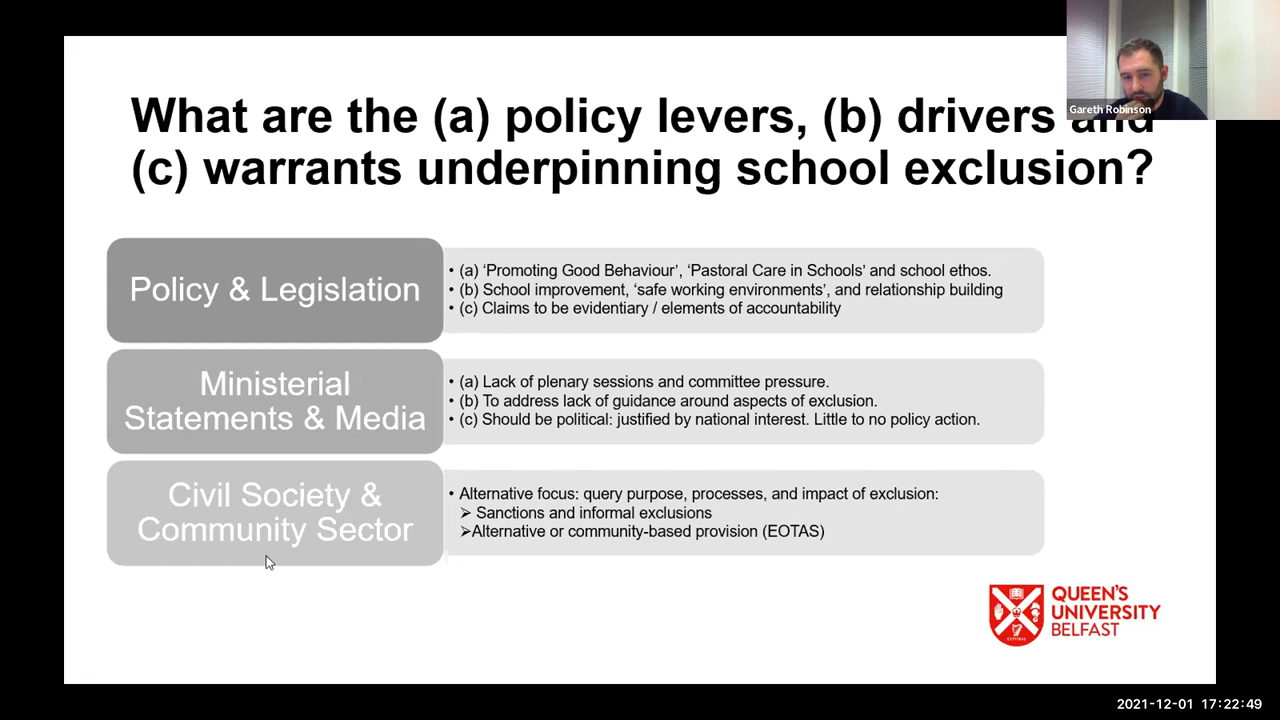 What are the (a) policy levers, (b) drivers and
(c) warrants underpinning school exclusion?
Gareth Robinson
Policy & Legislation
• (a) ‘Promoting Good Behaviour’, ‘Pastoral Care in Schools’ and school ethos.
• (b) School improvement, ‘safe working environments’, and relationship building
• (c) Claims to be evidentiary / elements of accountability
Ministerial
Statements & Media
• (a) Lack of plenary sessions and committee pressure.
• (b) To address lack of guidance around aspects of exclusion.
• (c) Should be political: justified by national interest. Little to no policy action.
Civil Society &
Community Sector
• Alternative focus: query purpose, processes, and impact of exclusion:
➢ Sanctions and informal exclusions
➢Alternative or community-based provision (EOTAS)
QUEEN'S
UNIVERSITY
BELFAST
2021-12-01 17:22:49